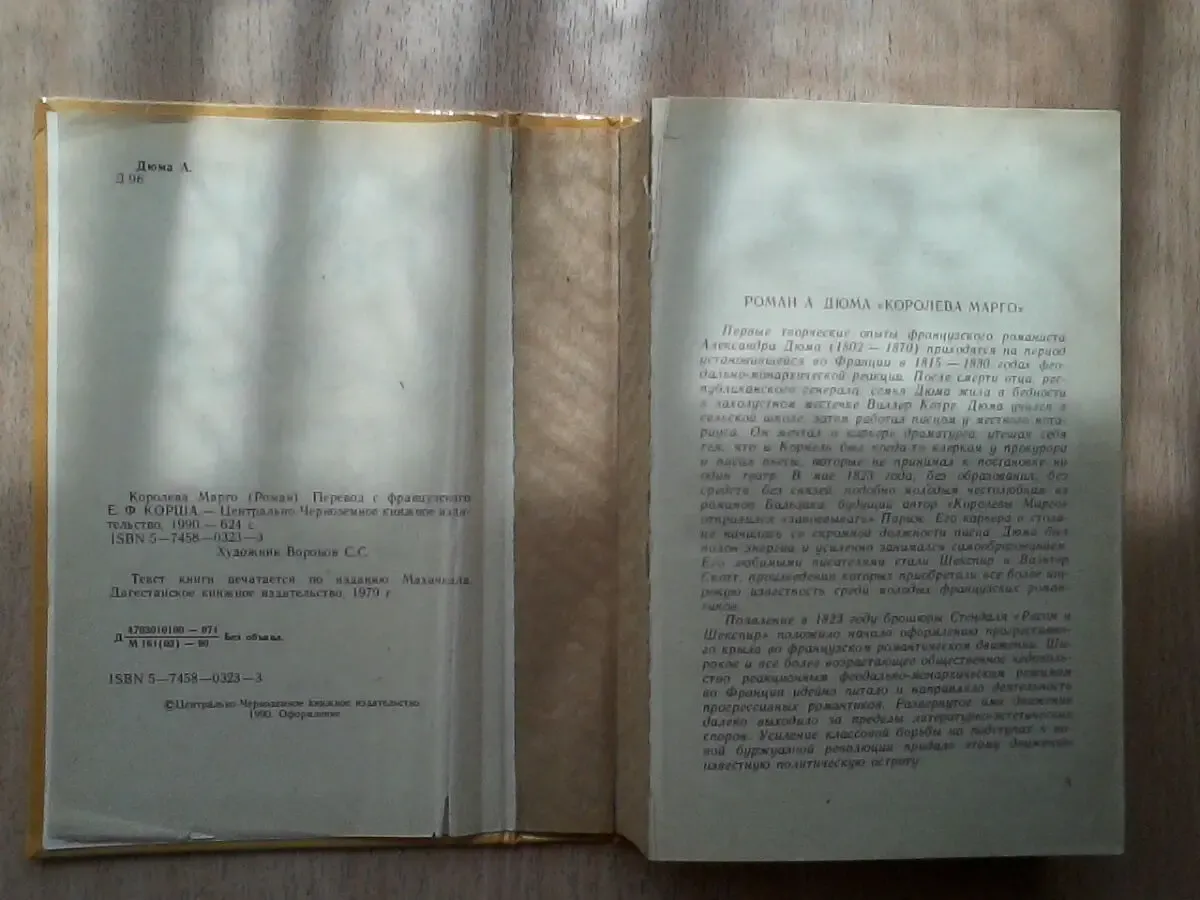 Дюма А.
Д 96
Королева Марго (Роман) Перевод с французского
Е. Ф КОРША — Центрально-Черноземное книжное изда-
тельство, 1990.— 624 с.
ISBN 5—7458—0323—3
Художник Воронов С.С.
Текст книги печатается по изданию Махачкала,
Дагестанское книжное издательство, 1979 г
Д 4703010100 — 071
М 161(03) — 90 Без объявл.
ISBN 5—7458—0323—3
©Центрально-Черноземное книжное издательство
1990. Оформление
РОМАН А ДЮМА «КОРОЛЕВА МАРГО»
Первые творческие опыты французского романиста
Александра Дюма (1802 — 1870) приходятся на период
установившейся во Франции в 1815 — 1830 годах фео-
дально-монархической реакции. После смерти отца, рес-
публиканского генерала, семья Дюма жила в бедности
в захолустном местечке Виллер Котре. Дюма учился в
сельской школе, затем работал писцом у местного нота-
риуса. Он мечтал о карьере драматурга, утешая себя
тем, что и Корнель был когда-то клерком у прокурора
и писал пьесы, которые не принимал к постановке ни
один театр. В мае 1823 года, без образования, без
средств, без связей, подобно молодым честолюбцам из
романов Бальзака, будущий автор «Королевы Марго»
отправился «завоевывать» Париж. Его карьера в столи-
це началась со скромной должности писца. Дюма был
полон энергии и усиленно занимался самообразованием.
Его любимыми писателями стали Шекспир и Вальтер
Скотт, произведения которых приобретали все более ши-
рокую известность среди молодых французских роман-
тиков.
Появление в 1823 году брошюры Стендаля «Расин и
Шекспир» положило начало оформлению прогрессивно-
го крыла во французском романтическом движении. Ши-
рокое и все более возрастающее общественное недоволь-
ство реакционным феодально-монархическим режимом
во Франции идейно питало и направляло деятельность
прогрессивных романтиков. Развернутое ими движение
далеко выходило за пределы литературно-эстетических
споров. Усиление классовой борьбы на подступах к но-
вой буржуазной революции придало этому движению
известную политическую остроту